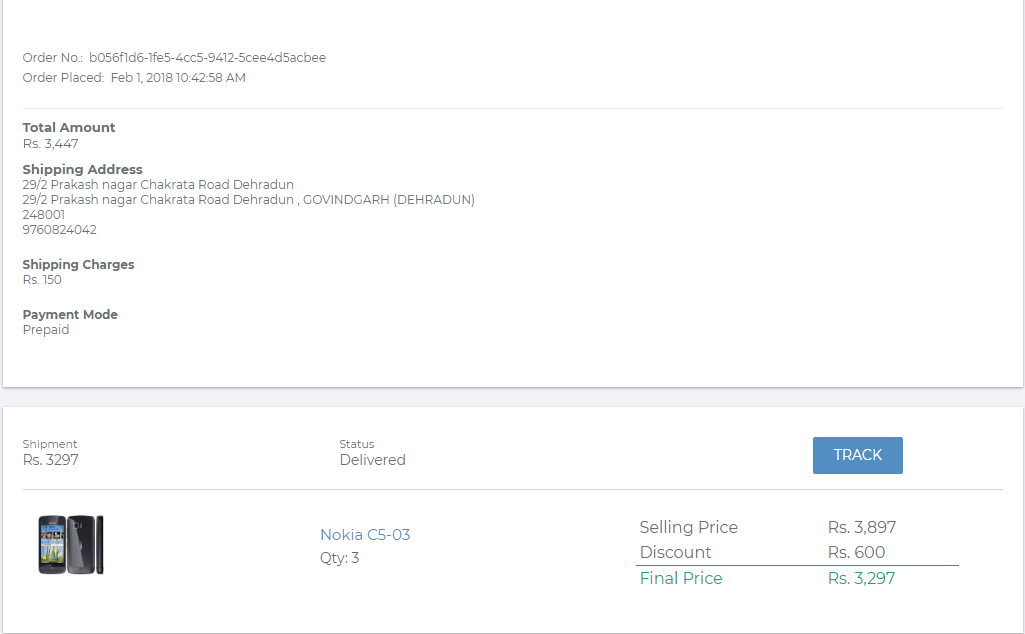 Order No.: b056f1d6-1fe5-4cc5-9412-5cee4d5acbee
Order Placed: Feb 1, 2018 10:42:58 AM
Total Amount
Rs. 3,447
Shipping Address
29/2 Prakash nagar Chakrata Road Dehradun
29/2 Prakash nagar Chakrata Road Dehradun , GOVINDGARH (DEHRADUN)
248001
9760824042
Shipping Charges
Rs. 150
Payment Mode
Prepaid
Shipment
Rs. 3297
Status
Delivered
TRACK
Nokia C5-03
Qty: 3
Selling Price Rs. 3,897
Discount Rs. 600
Final Price Rs. 3,297